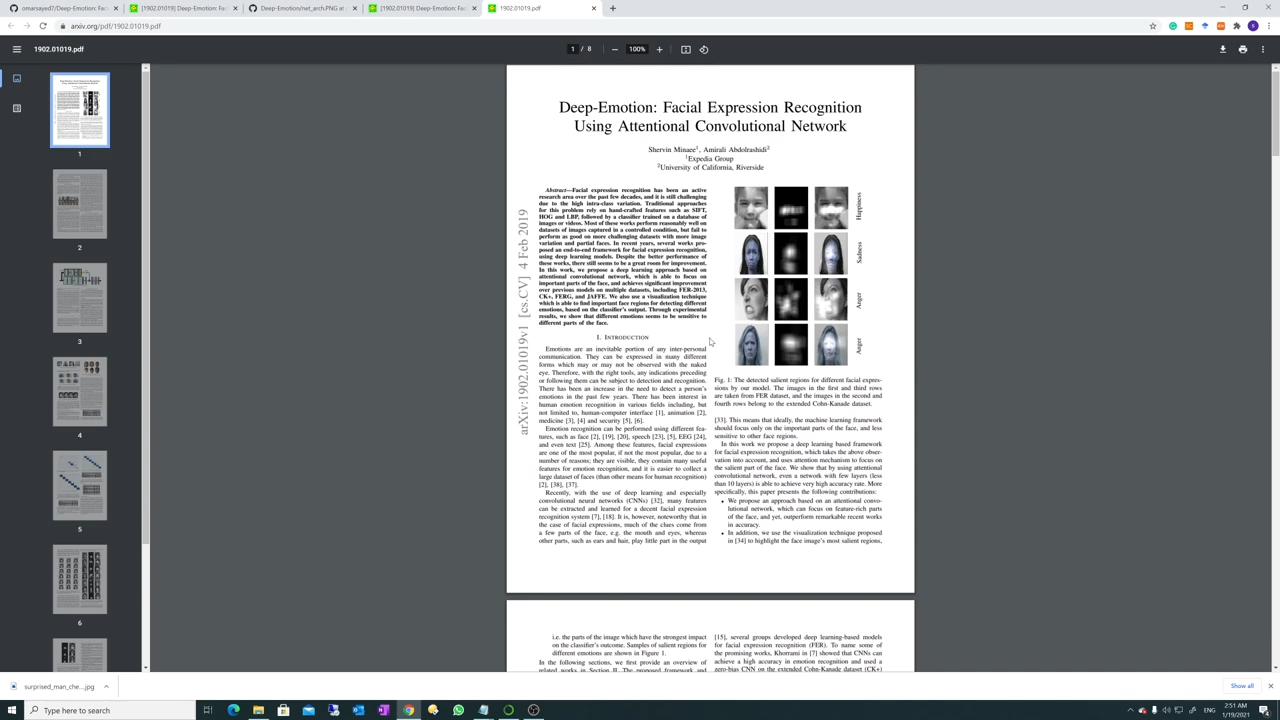 omarsayed7/Deep-Emotion: Fac
[1902.01019] Deep-Emotion: Faci
Deep-Emotion/net_arch.PNG at
[1902.01019] Deep-Emotion: Faci
1902.01019.pdf
arxiv.org/pdf/1902.01019.pdf
1902.01019.pdf
1 / 8
100%
Deep-Emotion: Facial Expression Recognition
Using Attentional Convolutional Network
Shervin Minaee1, Amirali Abdolrashidi2
1Expedia Group
2University of California, Riverside
arXiv:1902.01019v1 [cs.CV] 4 Feb 2019
Abstract—Facial expression recognition has been an active
research area over the past few decades, and it is still challenging
due to the high intra-class variation. Traditional approaches
for this problem rely on hand-crafted features such as SIFT,
HOG and LBP, followed by a classifier trained on a database of
images or videos. Most of these works perform reasonably well on
datasets of images captured in a controlled condition, but fail to
perform as good on more challenging datasets with more image
variation and partial faces. In recent years, several works pro-
posed an end-to-end framework for facial expression recognition,
using deep learning models. Despite the better performance of
these works, there still seems to be a great room for improvement.
In this work, we propose a deep learning approach based on
attentional convolutional network, which is able to focus on
important parts of the face, and achieves significant improvement
over previous models on multiple datasets, including FER-2013,
CK+, FERG, and JAFFE. We also use a visualization technique
which is able to find important face regions for detecting different
emotions, based on the classifier's output. Through experimental
results, we show that different emotions seems to be sensitive to
different parts of the face.
I. INTRODUCTION
Emotions are an inevitable portion of any inter-personal
communication. They can be expressed in many different
forms which may or may not be observed with the naked
eye. Therefore, with the right tools, any indications preceding
or following them can be subject to detection and recognition.
There has been an increase in the need to detect a person's
emotions in the past few years. There has been interest in
human emotion recognition in various fields including, but
not limited to, human-computer interface [1], animation [2],
medicine [3], [4] and security [5], [6].
Emotion recognition can be performed using different fea-
tures, such as face [2], [19], [20], speech [23], [5], EEG [24],
and even text [25]. Among these features, facial expressions
are one of the most popular, if not the most popular, due to a
number of reasons; they are visible, they contain many useful
features for emotion recognition, and it is easier to collect a
large dataset of faces (than other means for human recognition)
[2], [38], [37].
Recently, with the use of deep learning and especially
convolutional neural networks (CNNs) [32], many features
can be extracted and learned for a decent facial expression
recognition system [7], [18]. It is, however, noteworthy that in
the case of facial expressions, much of the clues come from
a few parts of the face, e.g. the mouth and eyes, whereas
other parts, such as ears and hair, play little part in the output
Happiness
Sadness
Anger
Anger
Fig. 1: The detected salient regions for different facial expres-
sions by our model. The images in the first and third rows
are taken from FER dataset, and the images in the second and
fourth rows belong to the extended Cohn-Kanade dataset.
[33]. This means that ideally, the machine learning framework
should focus only on the important parts of the face, and less
sensitive to other face regions.
In this work we propose a deep learning based framework
for facial expression recognition, which takes the above obser-
vation into account, and uses attention mechanism to focus on
the salient part of the face. We show that by using attentional
convolutional network, even a network with few layers (less
than 10 layers) is able to achieve very high accuracy rate. More
specifically, this paper presents the following contributions:
• We propose an approach based on an attentional convo-
lutional network, which can focus on feature-rich parts
of the face, and yet, outperform remarkable recent works
in accuracy.
• In addition, we use the visualization technique proposed
in [34] to highlight the face image's most salient regions,
i.e. the parts of the image which have the strongest impact
on the classifier's outcome. Samples of salient regions for
different emotions are shown in Figure 1.
In the following sections, we first provide an overview of
related works in Section II. The proposed framework and
[15], several groups developed deep learning-based models
for facial expression recognition (FER). To name some of
the promising works, Khorrami in [7] showed that CNNs can
achieve a high accuracy in emotion recognition and used a
zero-bias CNN on the extended Cohn-Kanade dataset (CK+)
1
2
3
4
5
6
surprised_man_che....jpg
Show all
Type here to search
ENG
2:51 AM
1/19/2021